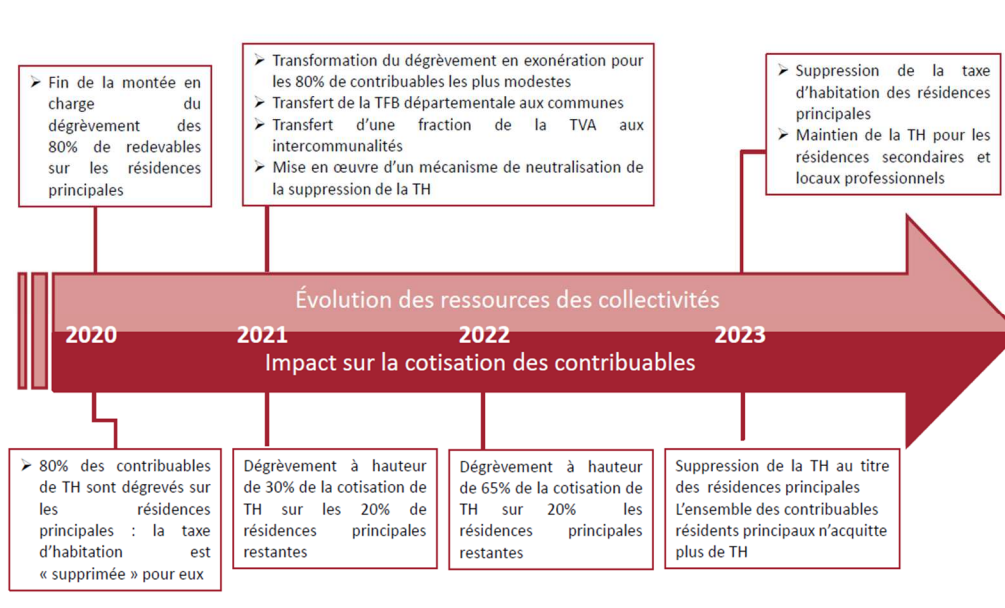 ➤ Fin de la montée en
charge du
dégrèvement des
80% de redevables
sur les résidences
principales
➤ Transformation du dégrèvement en exonération pour
les 80% de contribuables les plus modestes
➤ Transfert de la TFB départementale aux communes
➤ Transfert d'une fraction de la TVA aux
intercommunalités
➤ Mise en œuvre d'un mécanisme de neutralisation de
la suppression de la TH
➤ Suppression de la taxe
d'habitation des résidences
principales
➤ Maintien de la TH pour les
résidences secondaires et
locaux professionnels
Évolution des ressources des collectivités
2020 2021 2022 2023
Impact sur la cotisation des contribuables
➤ 80% des contribuables
de TH sont dégrevés sur
les résidences
principales : la taxe
d'habitation est
« supprimée » pour eux
Dégrèvement à hauteur
de 30% de la cotisation de
TH sur les 20% de
résidences principales
restantes
Dégrèvement à hauteur
de 65% de la cotisation de
TH sur 20% les
résidences principales
restantes
Suppression de la TH au titre
des résidences principales
L'ensemble des contribuables
résidents principaux n'acquitte
plus de TH